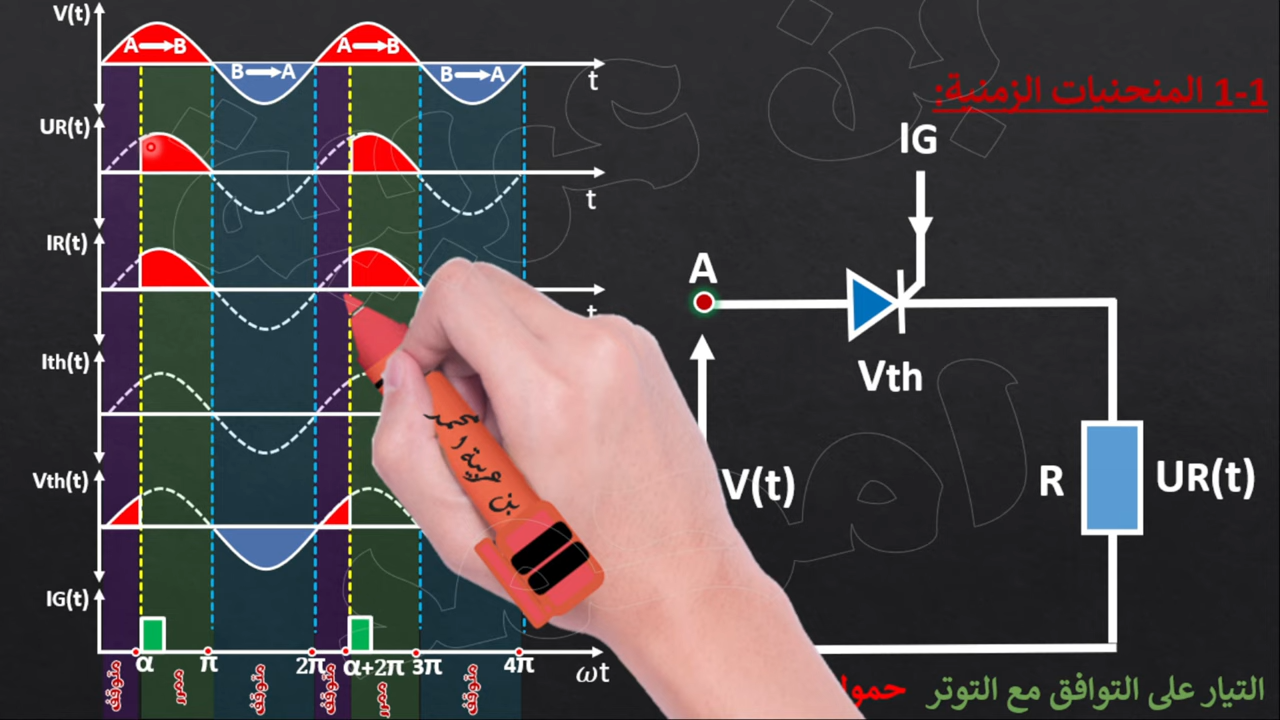 1-1 المنحنيات الزمنية:
V(t)
A B A B
B A B A
t
UR(t)
t
IR(t)
t
Ith(t)
Vth(t)
IG(t)
α π 2π α+2π 3π 4π ωt
متوقف ممرر متوقف متوقف ممرر متوقف
IG
A
Vth
V(t)
R UR(t)
التيار على التوافق مع التوتر